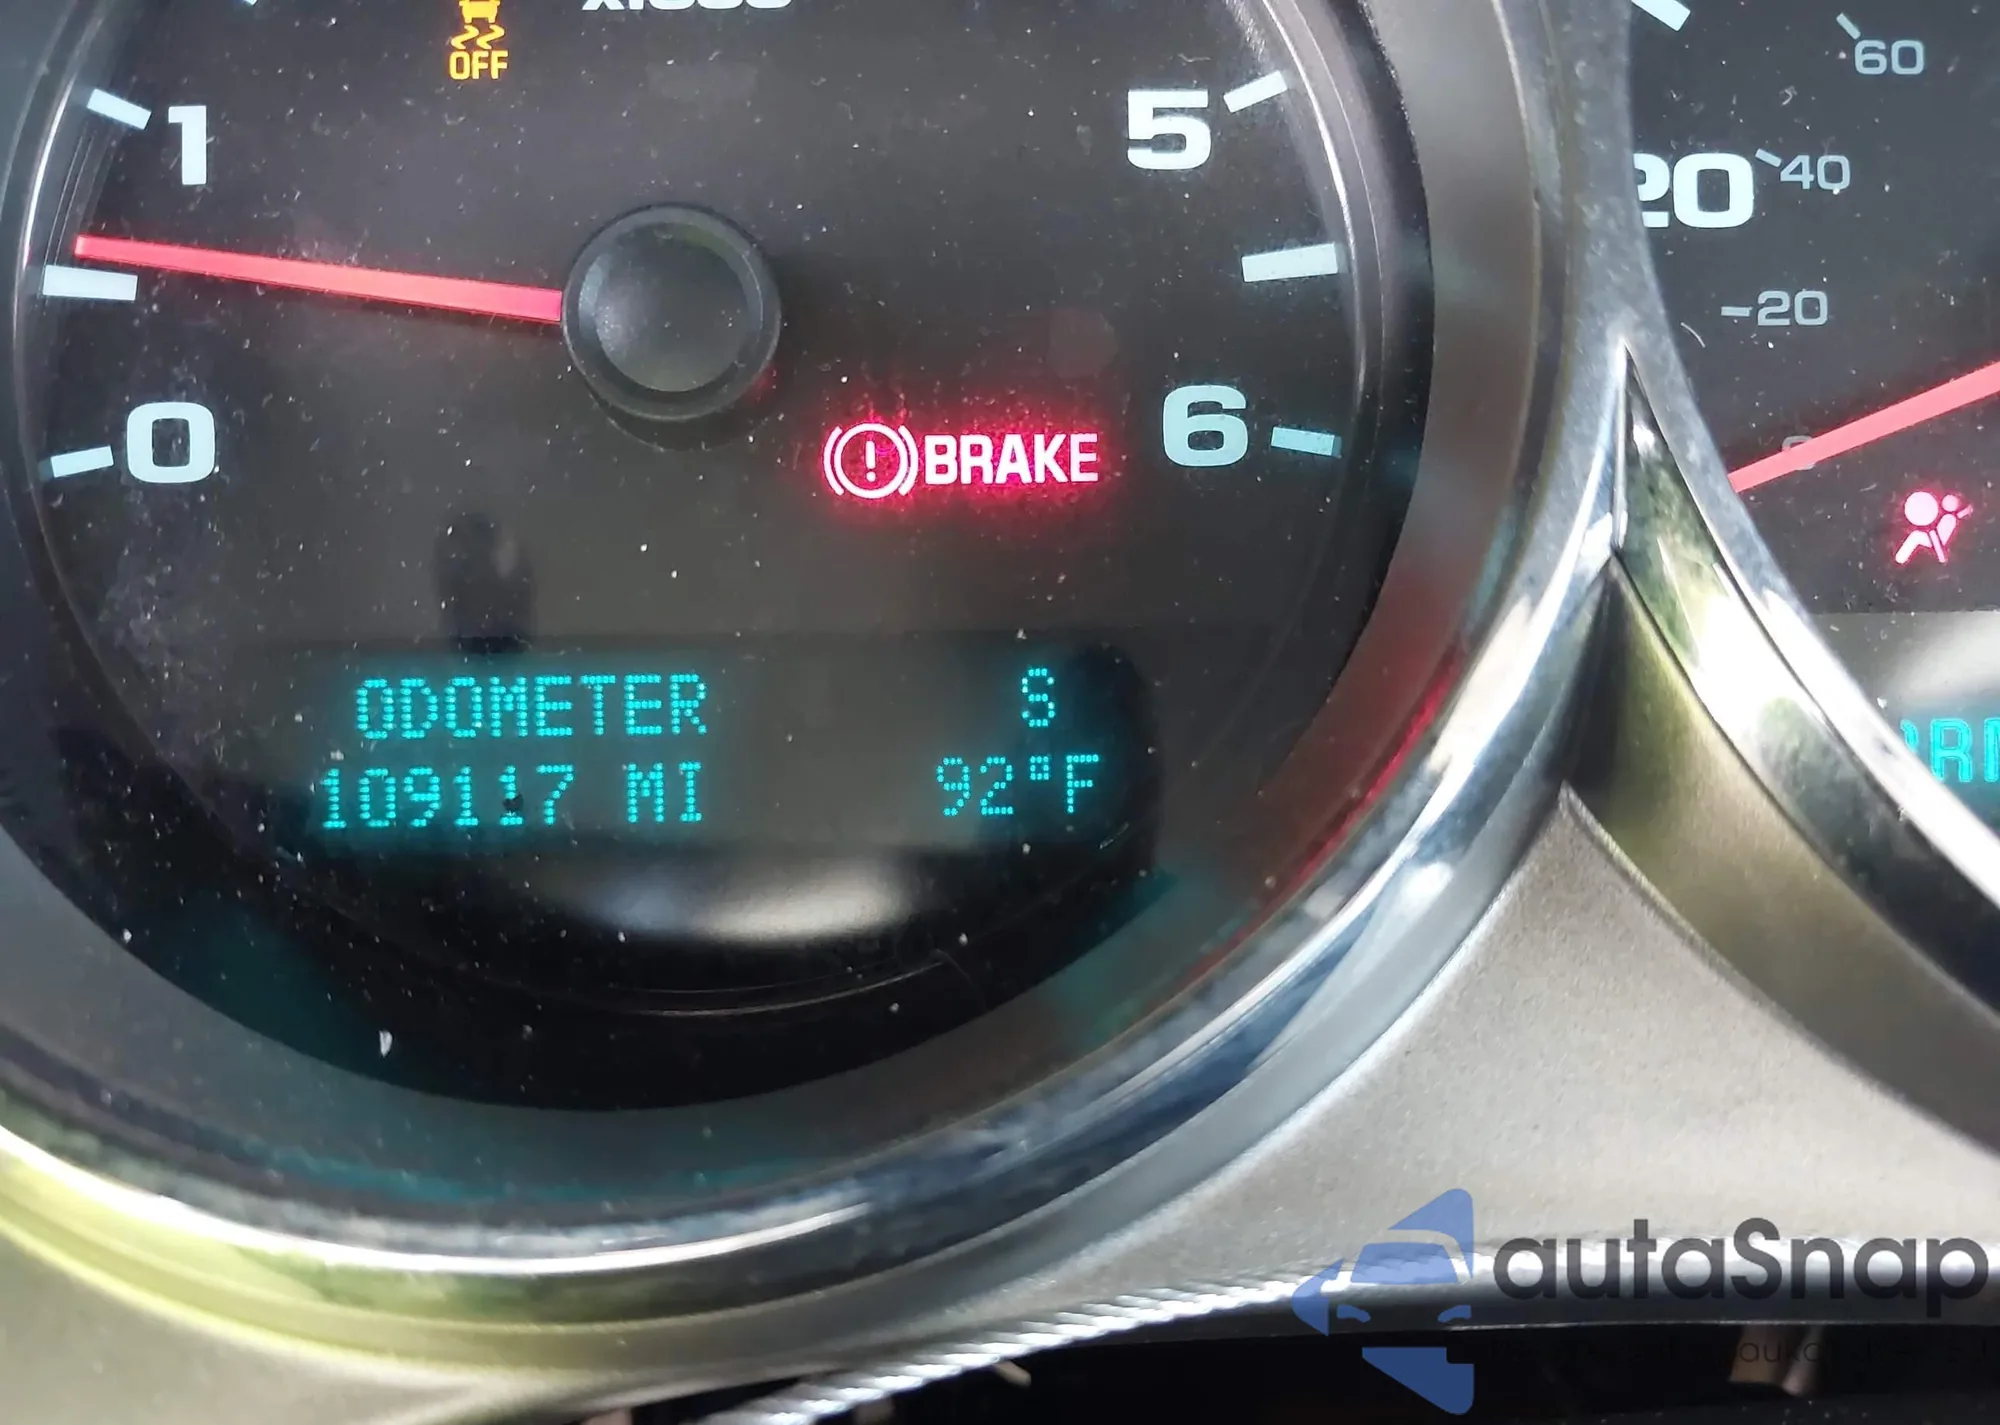 OFF
1
5
60
20
40
20
BRAKE
6
0
ODOMETER S
109117 MI 92°F
autaSnap